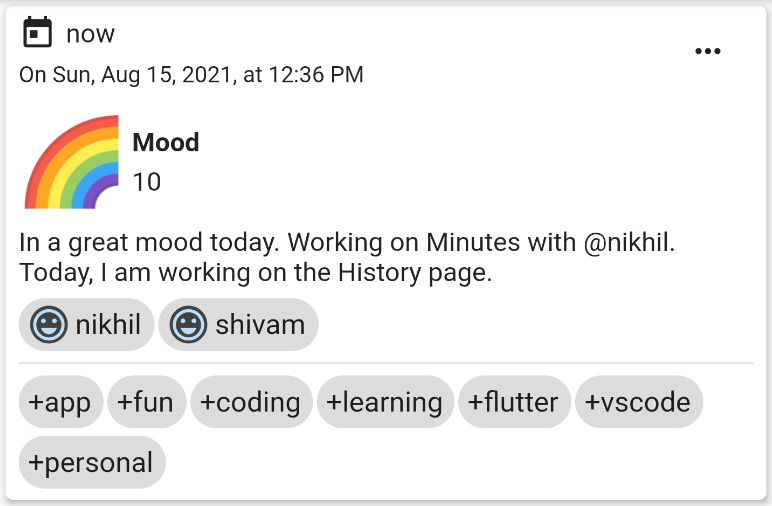 now
On Sun, Aug 15, 2021, at 12:36 PM
Mood
10
In a great mood today. Working on Minutes with @nikhil.
Today, I am working on the History page.
nikhil shivam
+app +fun +coding +learning +flutter +vscode
+personal